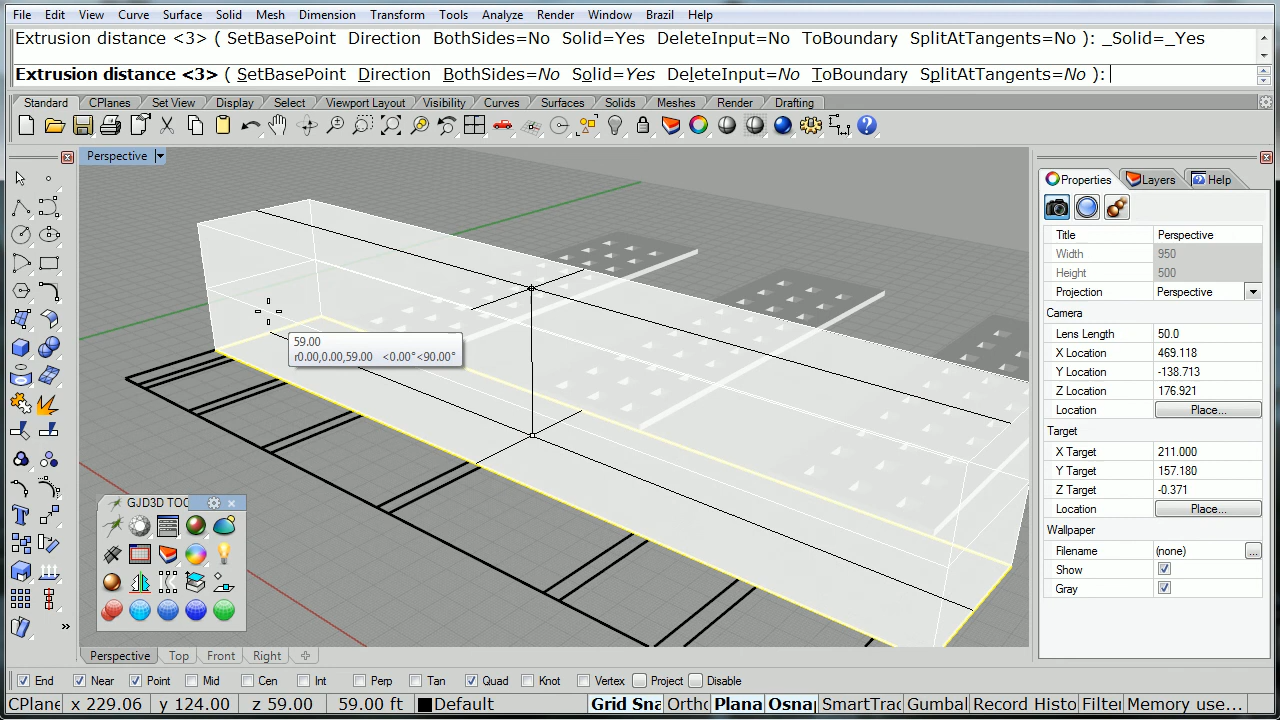 File Edit View Curve Surface Solid Mesh Dimension Transform Tools Analyze Render Window Brazil Help
Extrusion distance <3> ( SetBasePoint Direction BothSides=No Solid=Yes DeleteInput=No ToBoundary SplitAtTangents=No ): _Solid=_Yes
Extrusion distance <3> ( SetBasePoint Direction BothSides=No Solid=Yes DeleteInput=No ToBoundary SplitAtTangents=No ):
Standard CPlanes Set View Display Select Viewport Layout Visibility Curves Surfaces Solids Meshes Render Drafting
Perspective
Properties Layers Help
Title Perspective
Width 950
Height 500
Projection Perspective
Camera
Lens Length 50.0
X Location 469.118
Y Location -138.713
Z Location 176.921
Location Place...
Target
X Target 211.000
Y Target 157.180
Z Target -0.371
Location Place...
Wallpaper
Filename (none) ...
Show
Gray
59.00
r0.00,0.00,59.00 <0.00°<90.00°
GJD3D TOO
Perspective Top Front Right
End Near Point Mid Cen Int Perp Tan Quad Knot Vertex Project Disable
CPlane x 229.06 y 124.00 z 59.00 59.00 ft Default Grid Sna Ortho Plana Osnap SmartTrac Gumbal Record History Filter Memory use...